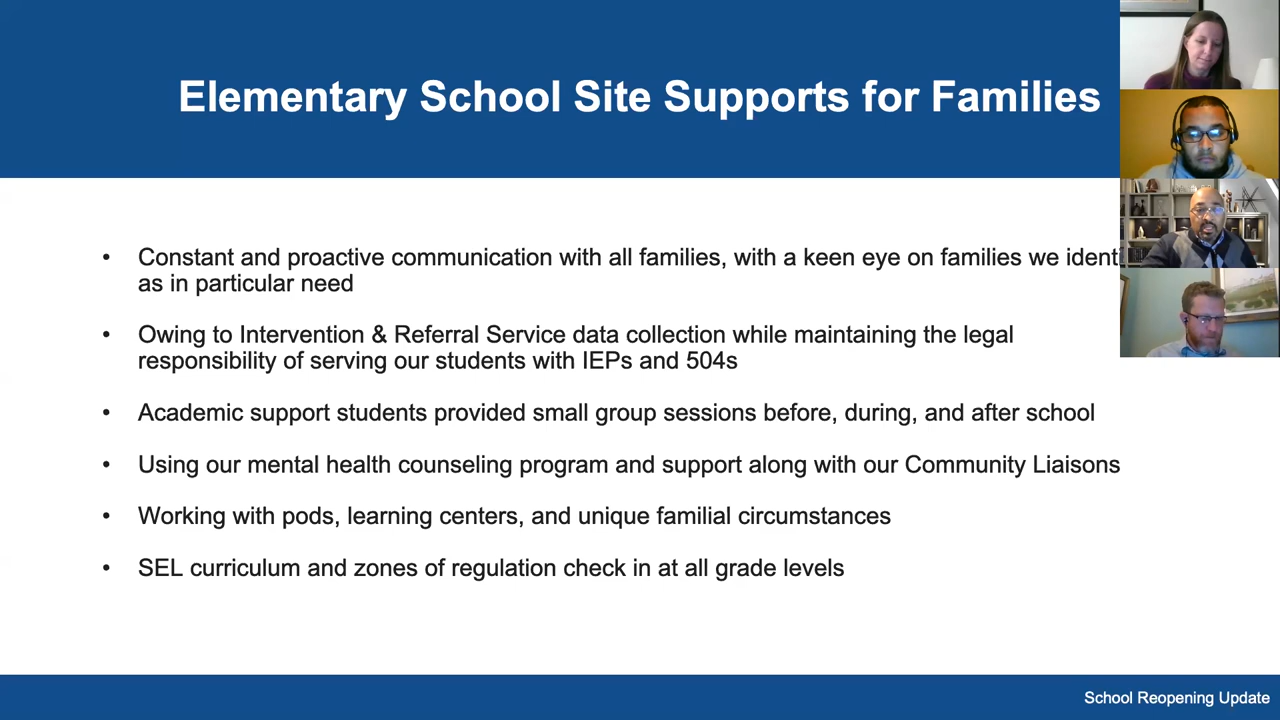 Elementary School Site Supports for Families
• Constant and proactive communication with all families, with a keen eye on families we
as in particular need
• Owing to Intervention & Referral Service data collection while maintaining the legal
responsibility of serving our students with IEPs and 504s
• Academic support students provided small group sessions before, during, and after school
• Using our mental health counseling program and support along with our Community Liaisons
• Working with pods, learning centers, and unique familial circumstances
• SEL curriculum and zones of regulation check in at all grade levels
School Reopening Update